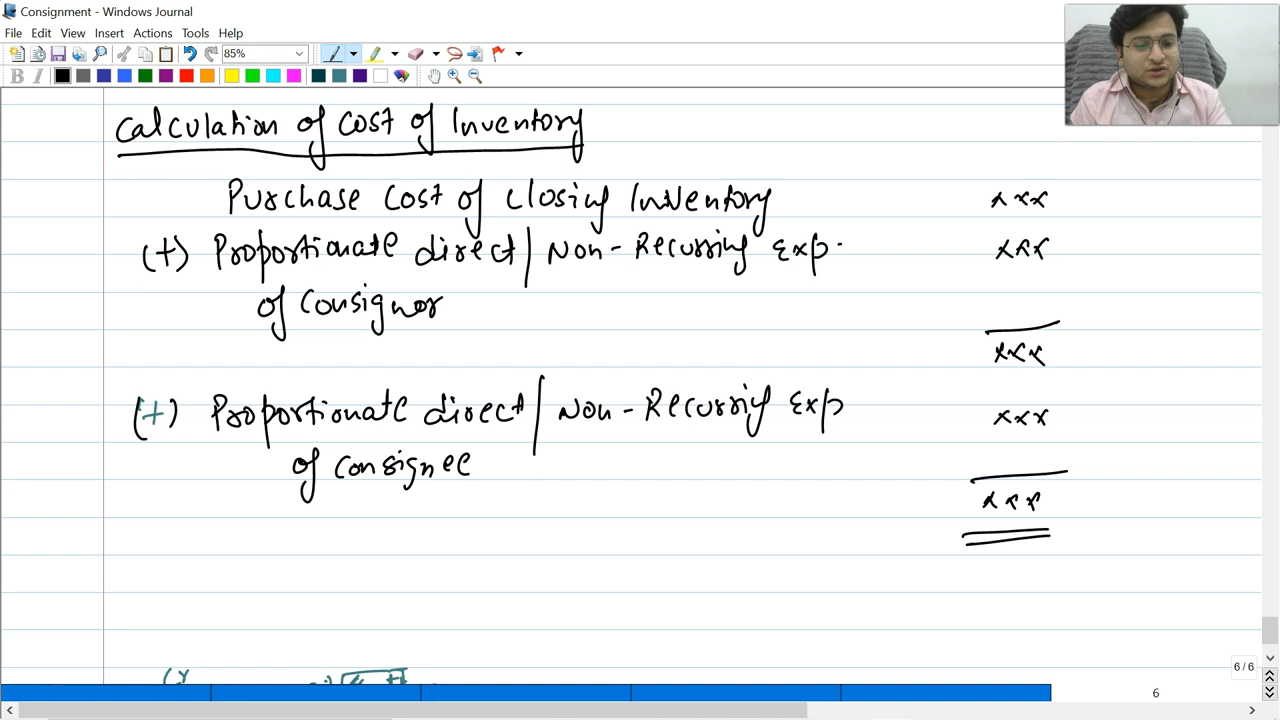 Consignment - Windows Journal
File Edit View Insert Actions Tools Help
85%
B I
Calculation of Cost of Inventory
Purchase Cost of Closing Inventory xxx
(+) Proportionate direct / Non-Recurring Exp. xxx
of Consignor
xxx
(+) Proportionate direct / Non-Recurring Exp xxx
of Consignee
xxx
6 / 6
6